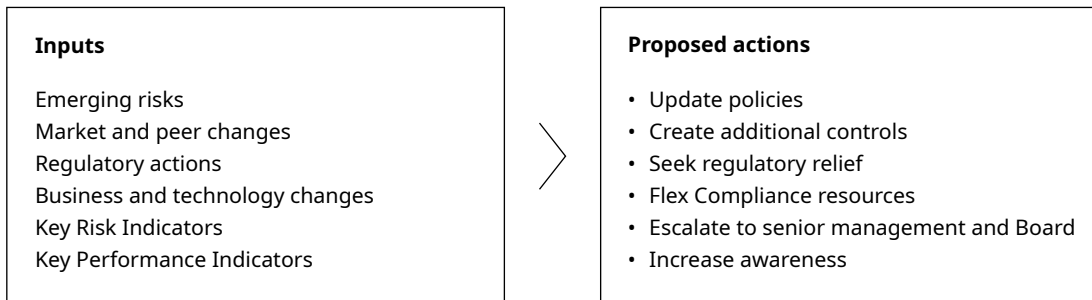 Inputs
Emerging risks
Market and peer changes
Regulatory actions
Business and technology changes
Key Risk Indicators
Key Performance Indicators
Proposed actions
• Update policies
• Create additional controls
• Seek regulatory relief
• Flex Compliance resources
• Escalate to senior management and Board
• Increase awareness